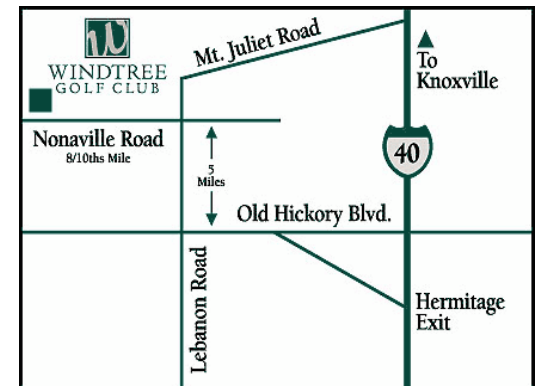 W
WINDTREE
GOLF CLUB
Mt. Juliet Road
To
Knoxville
Nonaville Road
8/10ths Mile
5
Miles
40
Old Hickory Blvd.
Lebanon Road
Hermitage
Exit